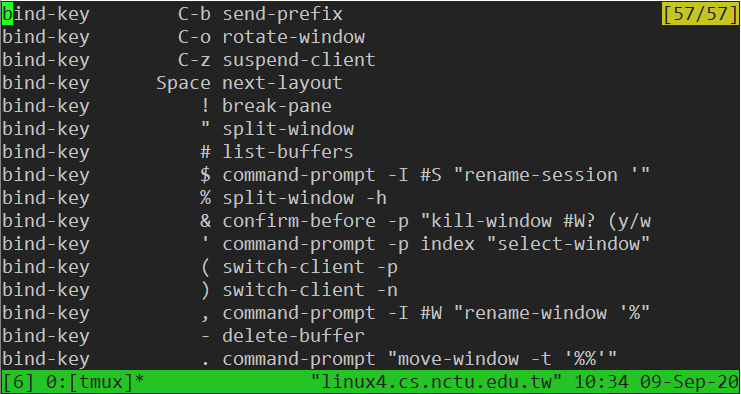 bind-key C-b send-prefix [57/57]
bind-key C-o rotate-window
bind-key C-z suspend-client
bind-key Space next-layout
bind-key ! break-pane
bind-key " split-window
bind-key # list-buffers
bind-key $ command-prompt -I #S "rename-session '"
bind-key % split-window -h
bind-key & confirm-before -p "kill-window #W? (y/w
bind-key ' command-prompt -p index "select-window"
bind-key ( switch-client -p
bind-key ) switch-client -n
bind-key , command-prompt -I #W "rename-window '%"
bind-key - delete-buffer
bind-key . command-prompt "move-window -t '%%'"
[6] 0:[tmux]* "linux4.cs.nctu.edu.tw" 10:34 09-Sep-20